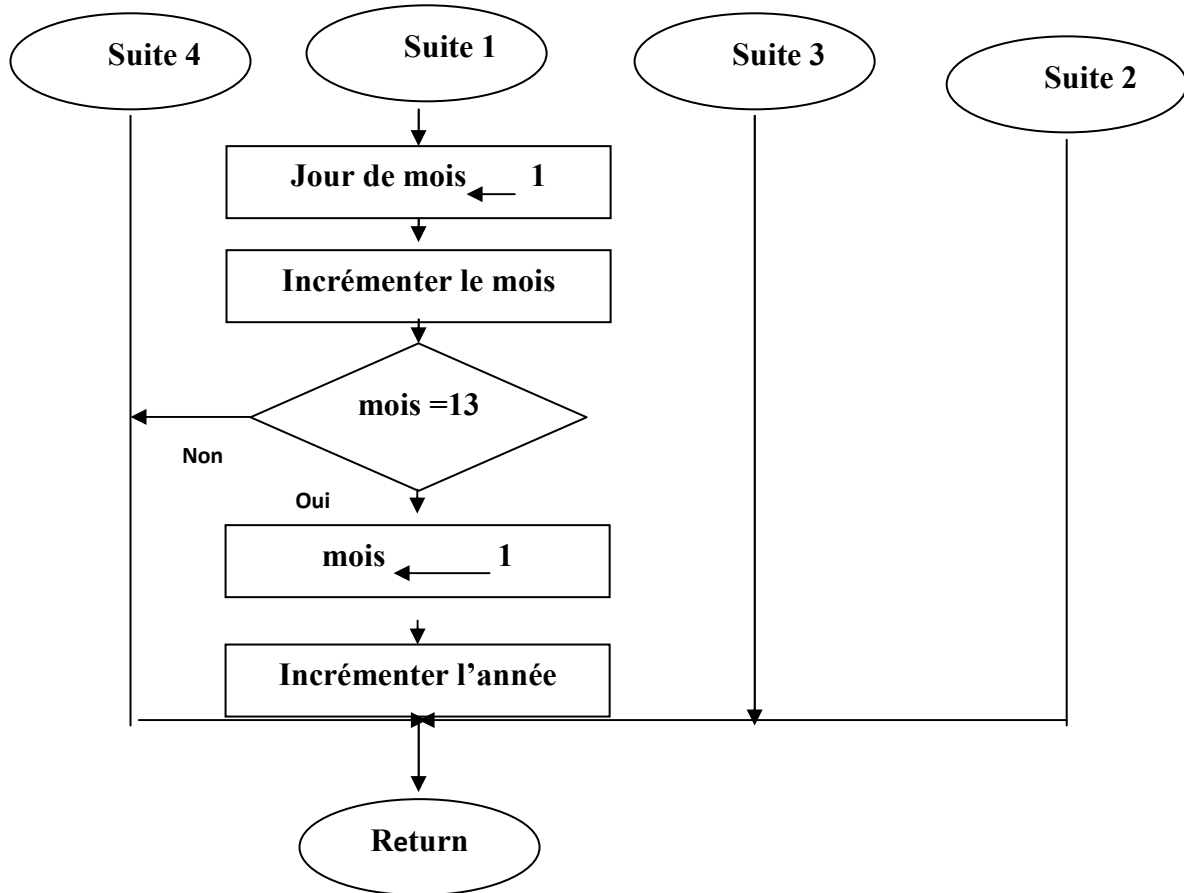 Suite 4
Suite 1
Suite 3
Suite 2
Jour de mois 1
Incrémenter le mois
mois =13
Non
Oui
mois 1
Incrémenter l’année
Return